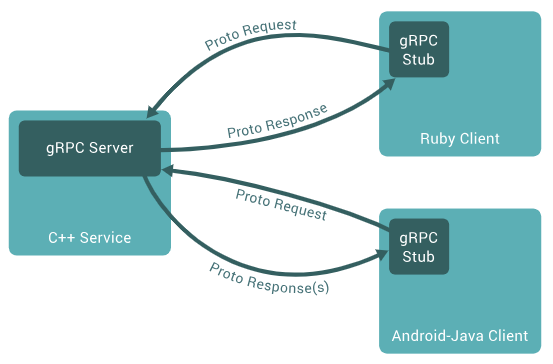 Proto Request
gRPC
Stub
Ruby Client
Proto Response
gRPC Server
C++ Service
Proto Request
gRPC
Stub
Proto Response(s)
Android-Java Client